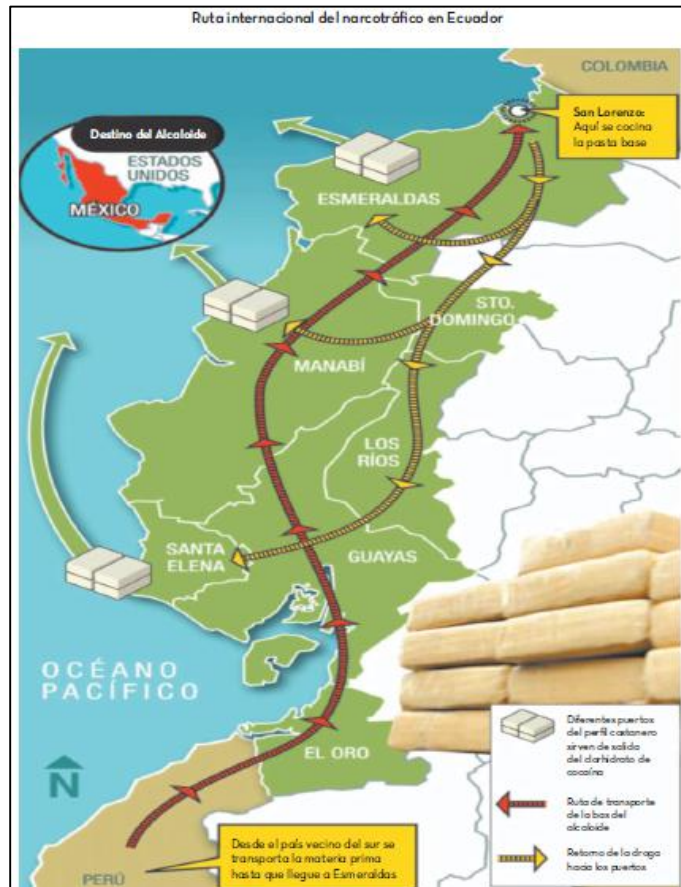 Ruta internacional del narcotráfico en Ecuador
COLOMBIA
San Lorenzo:
Aquí se cocina
la pasta base
Destino del Alcaloide
ESTADOS
UNIDOS
MÉXICO
ESMERALDAS
STO.
DOMINGO
MANABÍ
LOS
RÍOS
SANTA
ELENA
GUAYAS
OCÉANO
PACÍFICO
N
EL ORO
PERÚ
Desde el país vecino del sur se
transporta la materia prima
hasta que llegue a Esmeraldas
Diferentes puertos
del perfil costanero
sirven de salida
del clorhidrato de
cocaína
Ruta de transporte
de la bas del
alcaloide
Retorno de la droga
hacia los puertos